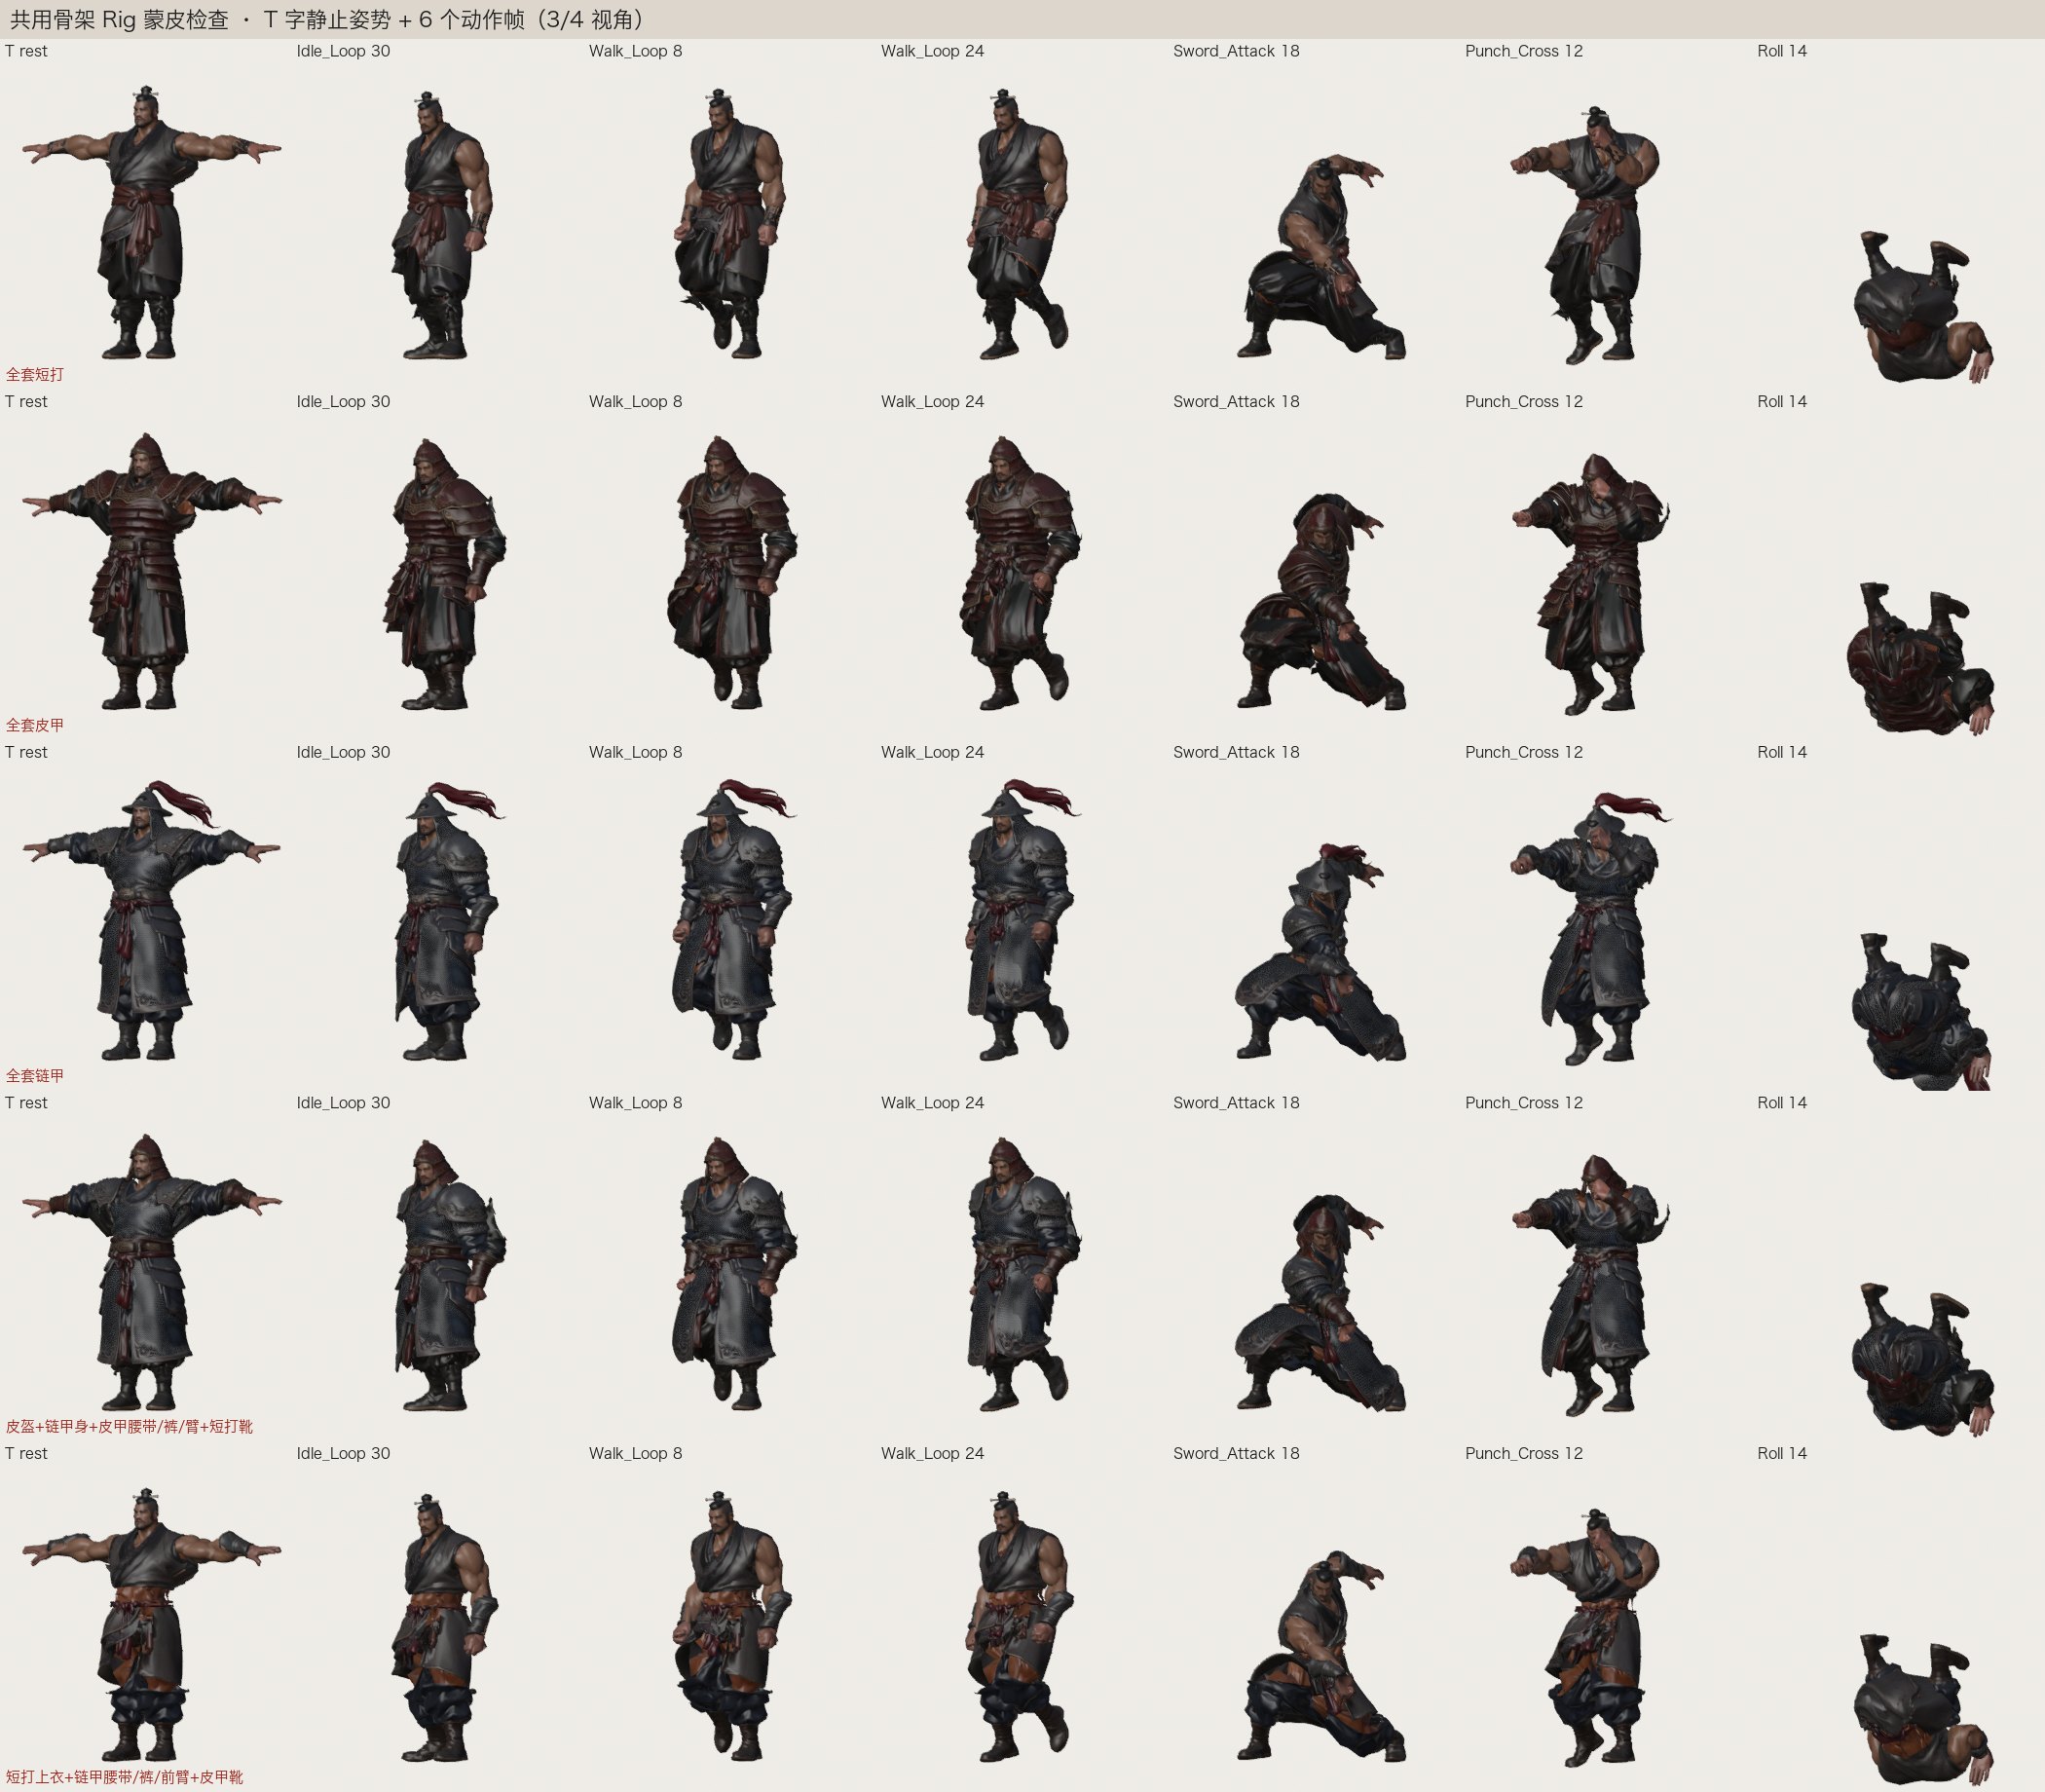 共用骨架 Rig 蒙皮检查 · T 字静止姿势 + 6 个动作帧（3/4 视角）
T rest
Idle_Loop 30
Walk_Loop 8
Walk_Loop 24
Sword_Attack 18
Punch_Cross 12
Roll 14
全套短打
T rest
Idle_Loop 30
Walk_Loop 8
Walk_Loop 24
Sword_Attack 18
Punch_Cross 12
Roll 14
全套皮甲
T rest
Idle_Loop 30
Walk_Loop 8
Walk_Loop 24
Sword_Attack 18
Punch_Cross 12
Roll 14
全套链甲
T rest
Idle_Loop 30
Walk_Loop 8
Walk_Loop 24
Sword_Attack 18
Punch_Cross 12
Roll 14
皮盔+链甲身+皮甲腰带/裤/臂+短打靴
T rest
Idle_Loop 30
Walk_Loop 8
Walk_Loop 24
Sword_Attack 18
Punch_Cross 12
Roll 14
短打上衣+链甲腰带/裤/前臂+皮甲靴